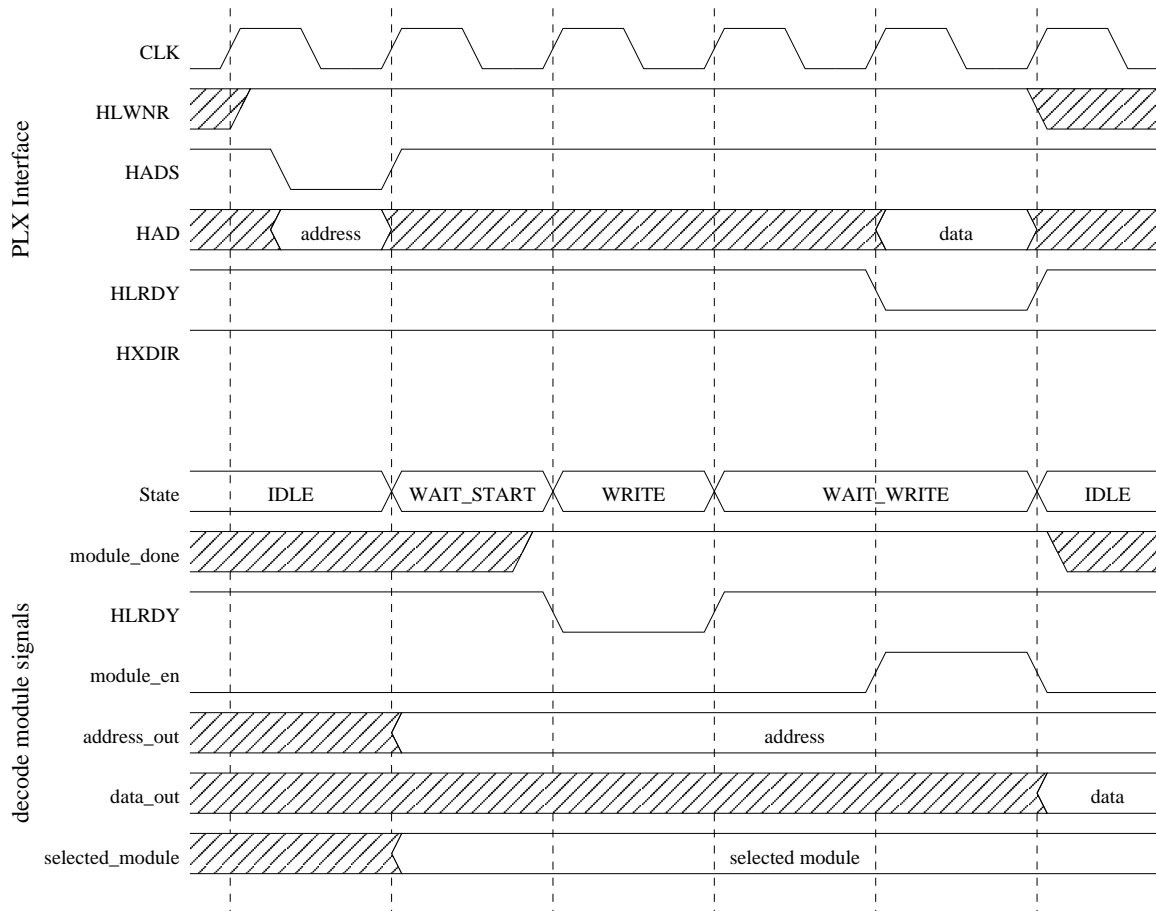 PLX Interface
CLK
HLWNR
HADS
HAD
address
data
HLRDY
HXDIR
State
IDLE
WAIT_START
WRITE
WAIT_WRITE
IDLE
decode module signals
module_done
HLRDY
module_en
address_out
address
data_out
data
selected_module
selected module